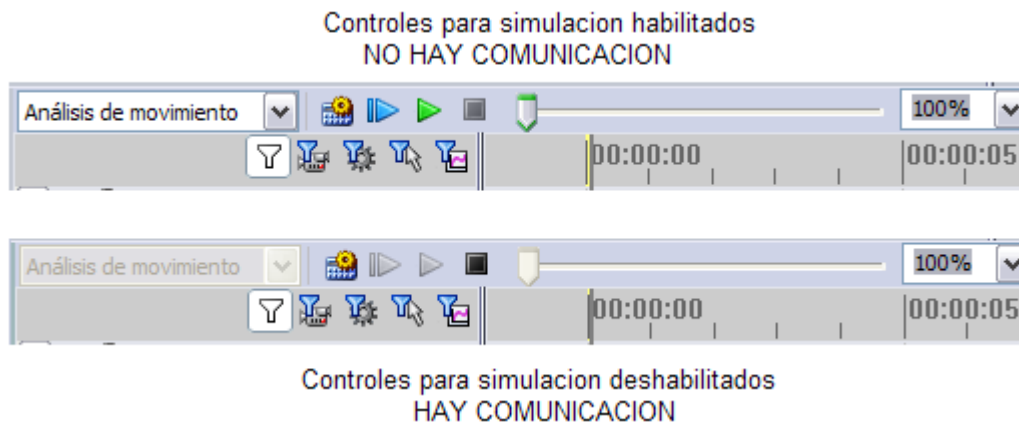 Controles para simulacion habilitados
NO HAY COMUNICACION
Análisis de movimiento 100%
00:00:00 00:00:05
Análisis de movimiento 100%
00:00:00 00:00:05
Controles para simulacion deshabilitados
HAY COMUNICACION